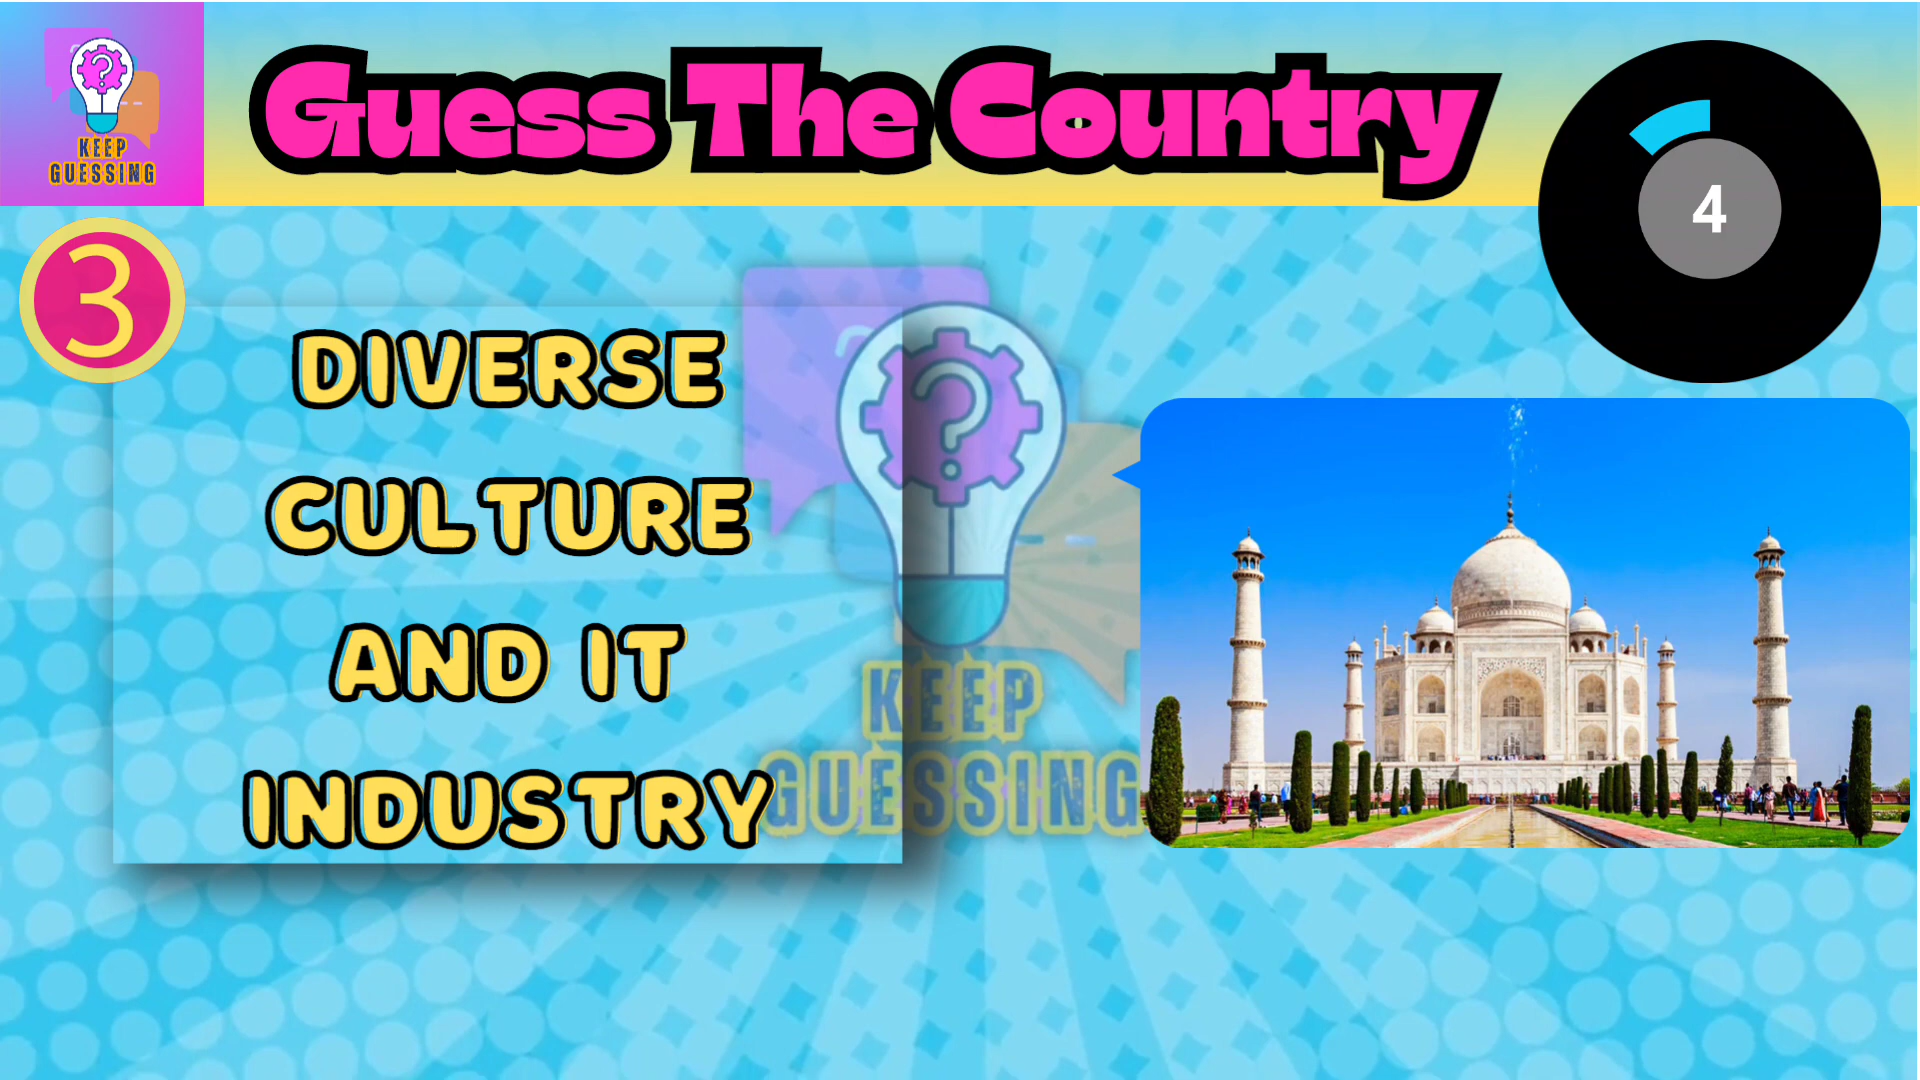 KEEP
GUESSING
Guess The Country
4
3
DIVERSE
CULTURE
AND IT
INDUSTRY
KEEP
GUESSING